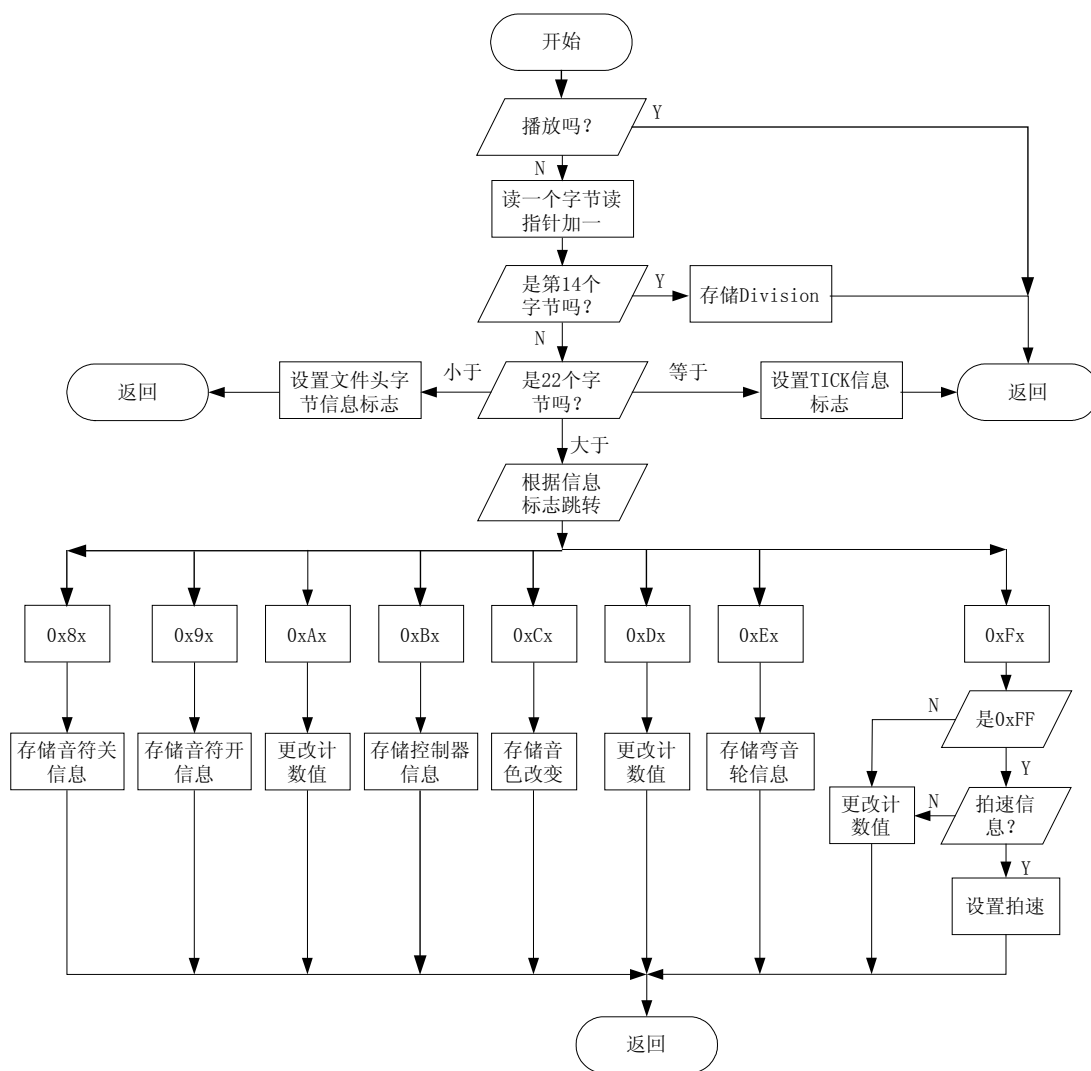 开始
播放吗？
Y
N
读一个字节读
指针加一
是第14个
字节吗？
Y
存储Division
N
返回
设置文件头字
节信息标志
小于
是22个字
节吗？
等于
设置TICK信息
标志
返回
大于
根据信息
标志跳转
0x8x
0x9x
0xAx
0xBx
0xCx
0xDx
0xEx
0xFx
N
是0xFF
存储音符关
信息
存储音符开
信息
更改计
数值
存储控制器
信息
存储音
色改变
更改计
数值
存储弯音
轮信息
Y
更改计
数值
N
拍速信
息？
Y
设置拍速
返回